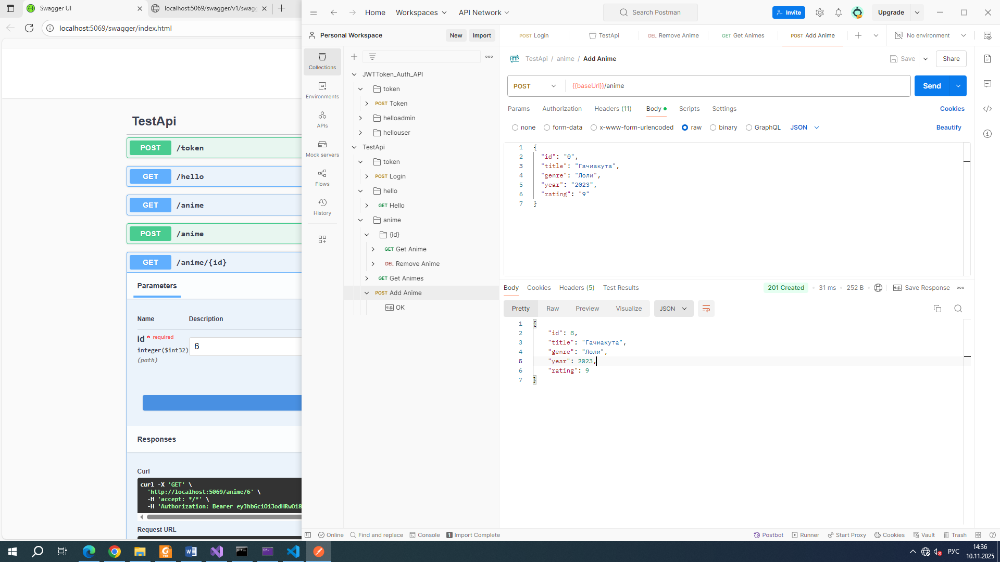 Swagger UI
localhost:5069/swagger/v1/swagg
localhost:5069/swagger/index.html
TestApi
POST /token
GET /hello
GET /anime
POST /anime
GET /anime/{id}
Parameters
Name Description
id * required
integer($int32)
(path)
6
Responses
Curl
curl -X 'GET' \
'http://localhost:5069/anime/6' \
-H 'accept: */*' \
-H 'Authorization: Bearer eyJhbGciOiJodHRwOi8
Request URL
Home Workspaces API Network
Search Postman
Invite
Upgrade
Personal Workspace
New Import
Collections
Environments
APIs
Mock servers
Flows
History
JWTToken_Auth_API
token
POST Token
helloadmin
hellouser
TestApi
token
POST Login
hello
GET Hello
anime
{id}
GET Get Anime
DEL Remove Anime
GET Get Animes
POST Add Anime
e.g. OK
POST Login
TestApi
DEL Remove Anime
GET Get Animes
POST Add Anime
No environment
HTTP TestApi / anime / Add Anime
Save
Share
POST {{baseUrl}}/anime
Send
Params Authorization Headers (11) Body Scripts Settings
Cookies
none form-data x-www-form-urlencoded raw binary GraphQL JSON
Beautify
1 {
2 "id": "0",
3 "title": "Гачиакута",
4 "genre": "Лоли",
5 "year": "2023",
6 "rating": "9"
7 }
Body Cookies Headers (5) Test Results
201 Created • 31 ms • 252 B
e.g. Save Response
Pretty Raw Preview Visualize JSON
1 {
2 "id": 8,
3 "title": "Гачиакута",
4 "genre": "Лоли",
5 "year": 2023,
6 "rating": 9
7 }
Online Find and replace Console 1 Import Complete
Postbot Runner Start Proxy Cookies Vault Trash
РУС
14:36
10.11.2025